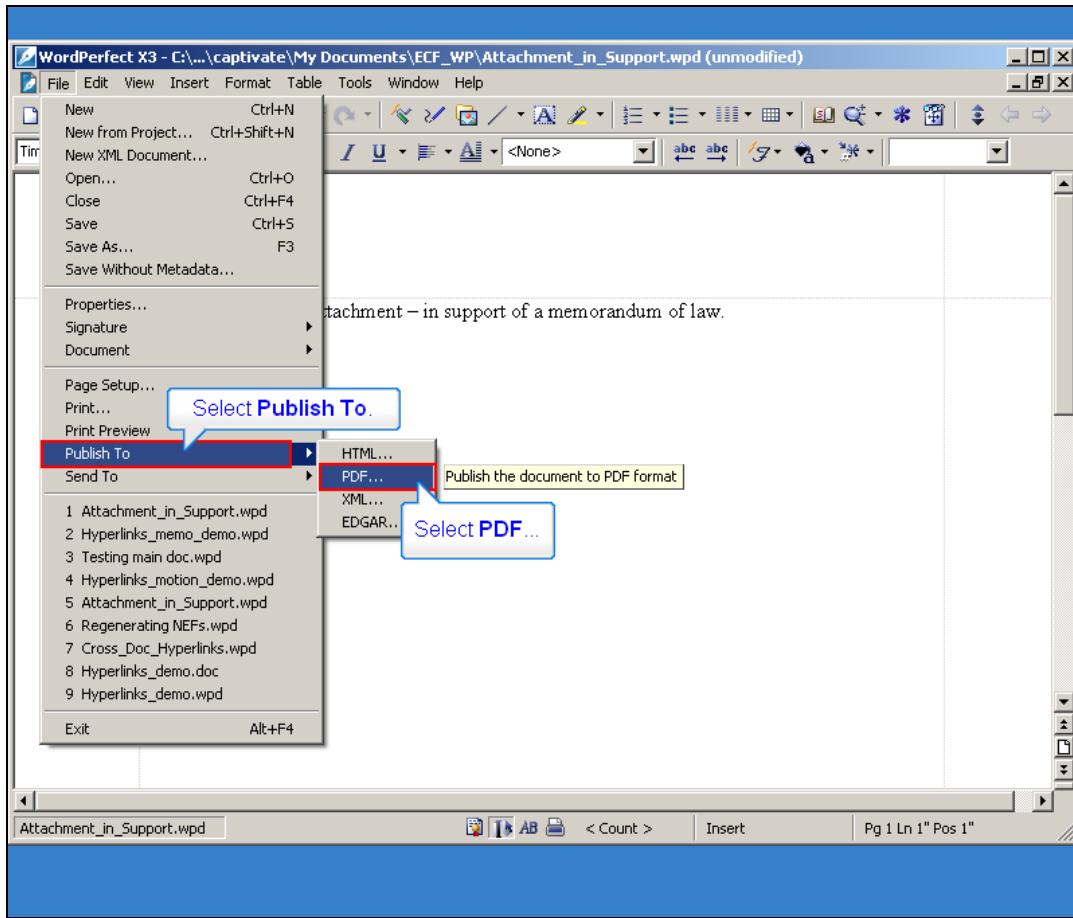 WordPerfect X3 - C:\...\captivate\My Documents\ECF_WP\Attachment_in_Support.wpd (unmodified)
File Edit View Insert Format Table Tools Window Help
New Ctrl+N
New from Project... Ctrl+Shift+N
New XML Document...
Open... Ctrl+O
Close Ctrl+F4
Save Ctrl+S
Save As... F3
Save Without Metadata...
<None>
abc abc
Properties...
Signature
Document
ttachment – in support of a memorandum of law.
Page Setup...
Print...
Print Preview
Select Publish To.
Publish To
Send To
HTML...
PDF...
XML...
EDGAR..
Publish the document to PDF format
Select PDF...
1 Attachment_in_Support.wpd
2 Hyperlinks_memo_demo.wpd
3 Testing main doc.wpd
4 Hyperlinks_motion_demo.wpd
5 Attachment_in_Support.wpd
6 Regenerating NEFs.wpd
7 Cross_Doc_Hyperlinks.wpd
8 Hyperlinks_demo.doc
9 Hyperlinks_demo.wpd
Exit Alt+F4
Attachment_in_Support.wpd AB < Count > Insert Pg 1 Ln 1" Pos 1"